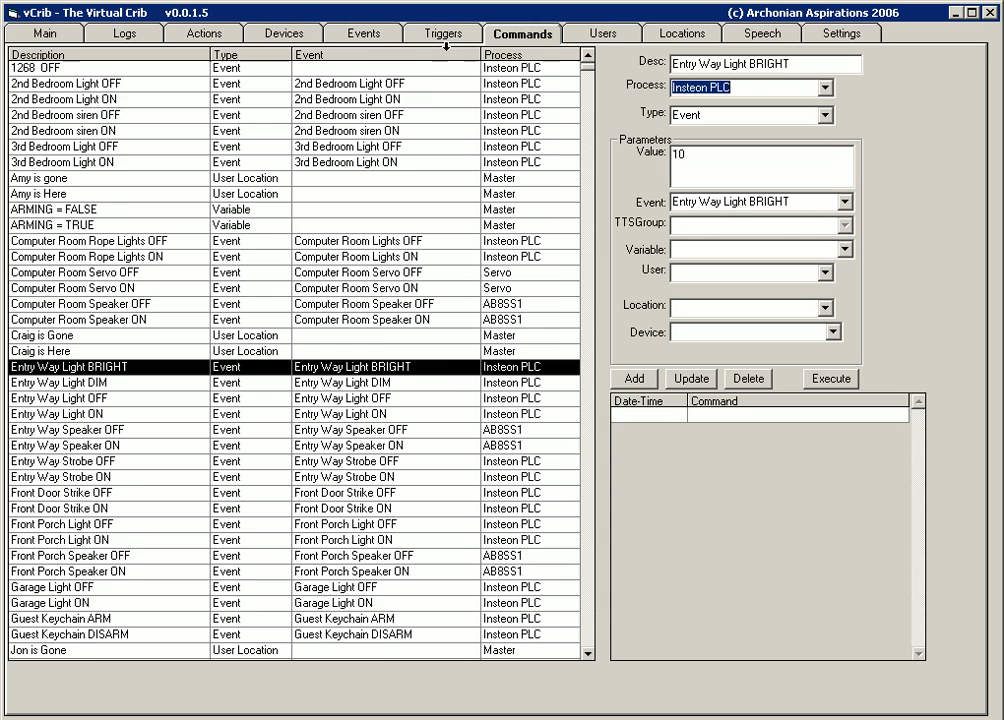 vCrib - The Virtual Crib v0.0.1.5 (c) Archonian Aspirations 2006
Main Logs Actions Devices Events Triggers Commands Users Locations Speech Settings
Description Type Event Process
1268 OFF Event Insteon PLC
2nd Bedroom Light OFF Event 2nd Bedroom Light OFF Insteon PLC
2nd Bedroom Light ON Event 2nd Bedroom Light ON Insteon PLC
2nd Bedroom siren OFF Event 2nd Bedroom siren OFF Insteon PLC
2nd Bedroom siren ON Event 2nd Bedroom siren ON Insteon PLC
3rd Bedroom Light OFF Event 3rd Bedroom Light OFF Insteon PLC
3rd Bedroom Light ON Event 3rd Bedroom Light ON Insteon PLC
Amy is gone User Location Master
Amy is Here User Location Master
ARMING = FALSE Variable Master
ARMING = TRUE Variable Master
Computer Room Rope Lights OFF Event Computer Room Lights OFF Insteon PLC
Computer Room Rope Lights ON Event Computer Room Lights ON Insteon PLC
Computer Room Servo OFF Event Computer Room Servo OFF Servo
Computer Room Servo ON Event Computer Room Servo ON Servo
Computer Room Speaker OFF Event Computer Room Speaker OFF AB8SS1
Computer Room Speaker ON Event Computer Room Speaker ON AB8SS1
Craig is Gone User Location Master
Craig is Here User Location Master
Entry Way Light BRIGHT Event Entry Way Light BRIGHT Insteon PLC
Entry Way Light DIM Event Entry Way Light DIM Insteon PLC
Entry Way Light OFF Event Entry Way Light OFF Insteon PLC
Entry Way Light ON Event Entry Way Light ON Insteon PLC
Entry Way Speaker OFF Event Entry Way Speaker OFF AB8SS1
Entry Way Speaker ON Event Entry Way Speaker ON AB8SS1
Entry Way Strobe OFF Event Entry Way Strobe OFF Insteon PLC
Entry Way Strobe ON Event Entry Way Strobe ON Insteon PLC
Front Door Strike OFF Event Front Door Strike OFF Insteon PLC
Front Door Strike ON Event Front Door Strike ON Insteon PLC
Front Porch Light OFF Event Front Porch Light OFF Insteon PLC
Front Porch Light ON Event Front Porch Light ON Insteon PLC
Front Porch Speaker OFF Event Front Porch Speaker OFF AB8SS1
Front Porch Speaker ON Event Front Porch Speaker ON AB8SS1
Garage Light OFF Event Garage Light OFF Insteon PLC
Garage Light ON Event Garage Light ON Insteon PLC
Guest Keychain ARM Event Guest Keychain ARM Insteon PLC
Guest Keychain DISARM Event Guest Keychain DISARM Insteon PLC
Jon is Gone User Location Master
Desc: Entry Way Light BRIGHT
Process: Insteon PLC
Type: Event
Parameters
Value: 10
Event: Entry Way Light BRIGHT
TTSGroup:
Variable:
User:
Location:
Device:
Add Update Delete Execute
Date-Time Command